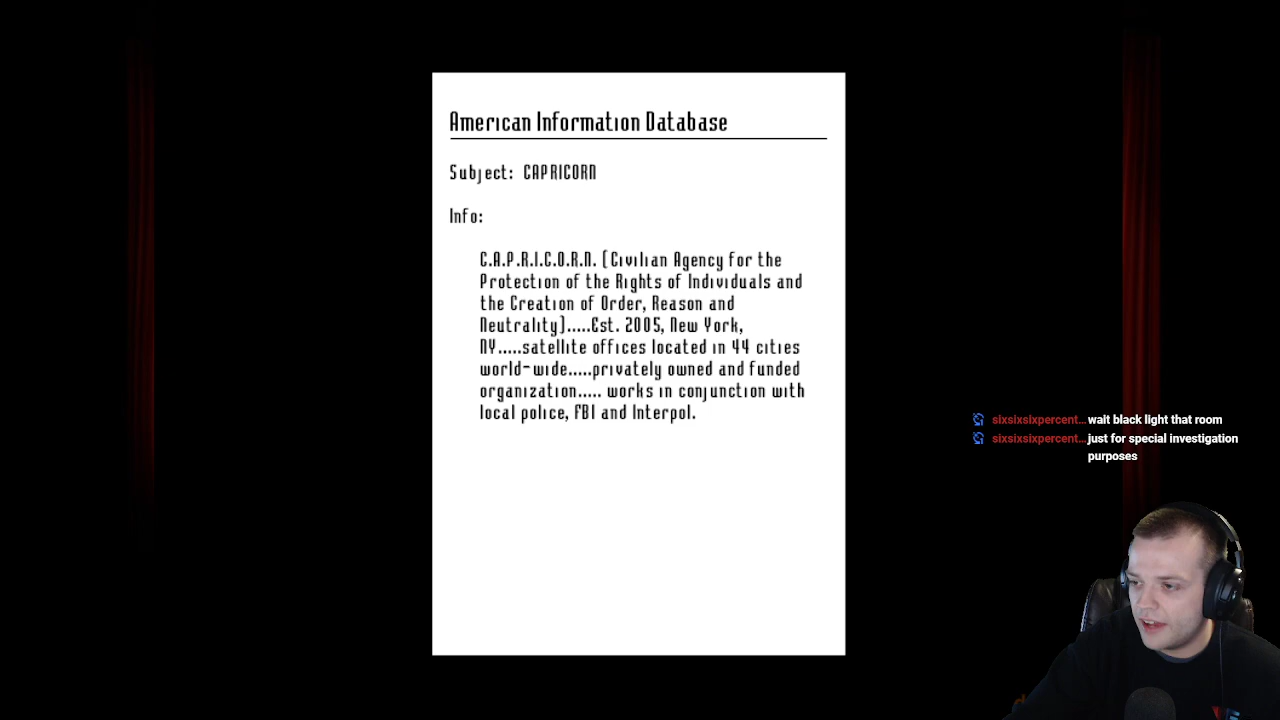 American Information Database
Subject: CAPRICORN
Info:
C.A.P.R.I.C.O.R.N. (Civilian Agency for the
Protection of the Rights of Individuals and
the Creation of Order, Reason and
Neutrality).....Est. 2005, New York,
NY.....satellite offices located in 44 cities
world-wide.....privately owned and funded
organization..... works in conjunction with
local police, FBI and Interpol.
sixsixsixpercent... wait black light that room
sixsixsixpercent... just for special investigation
purposes